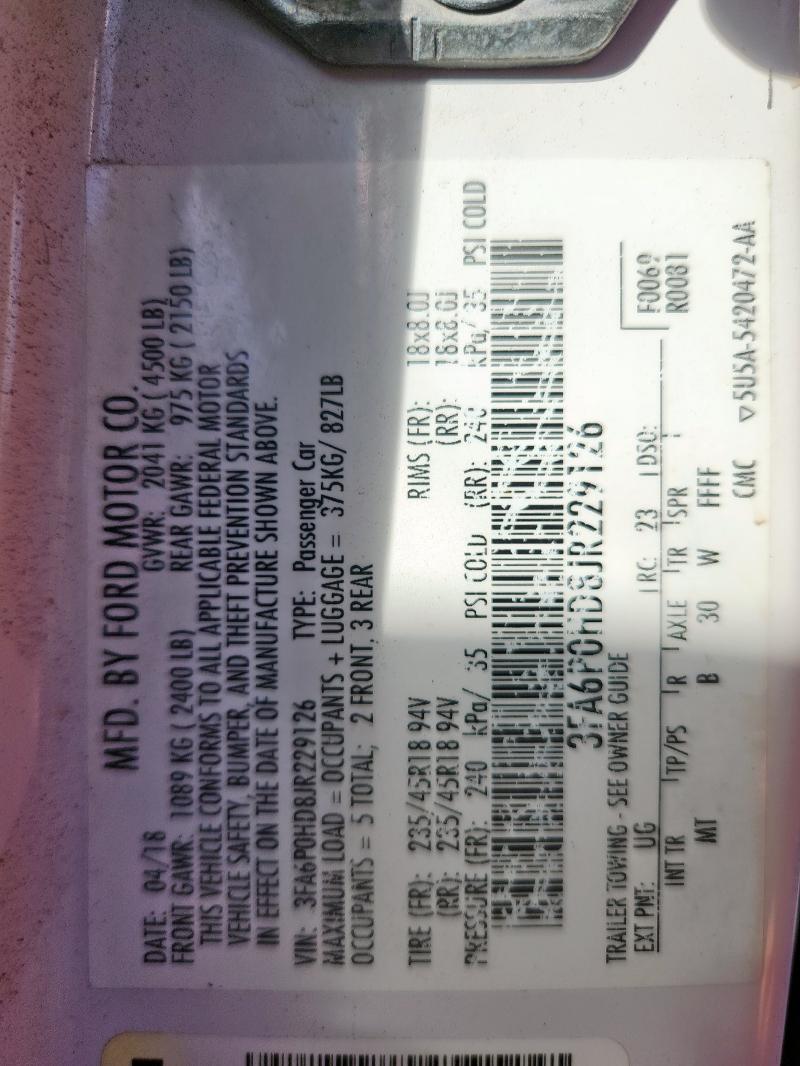 MFD. BY FORD MOTOR CO.
DATE: 04/18 GVWR: 2041 KG ( 4500 LB)
FRONT GAWR: 1089 KG ( 2400 LB) REAR GAWR: 975 KG ( 2150 LB)
THIS VEHICLE CONFORMS TO ALL APPLICABLE FEDERAL MOTOR
VEHICLE SAFETY, BUMPER, AND THEFT PREVENTION STANDARDS
IN EFFECT ON THE DATE OF MANUFACTURE SHOWN ABOVE.
VIN: 3FA6P0HD8JR229126 TYPE: Passenger Car
MAXIMUM LOAD = OCCUPANTS + LUGGAGE = 375KG/ 827LB
OCCUPANTS = 5 TOTAL; 2 FRONT, 3 REAR
TIRE (FR): 235/45R18 94V RIMS (FR): 18x8.0J
(RR): 235/45R18 94V (RR): 18x8.0J
PRESSURE (FR): 240 kPa/ 35 PSI COLD (RR): 240 kPa/ 35 PSI COLD
3FA6P0HD8JR229126
TRAILER TOWING - SEE OWNER GUIDE
EXT PNT: UG RC: 23 DSO: F0069
R0081
INT TR TP/PS R AXLE TR SPR
MT B 30 W FFFF
CMC ▽5U5A-5420472-AA